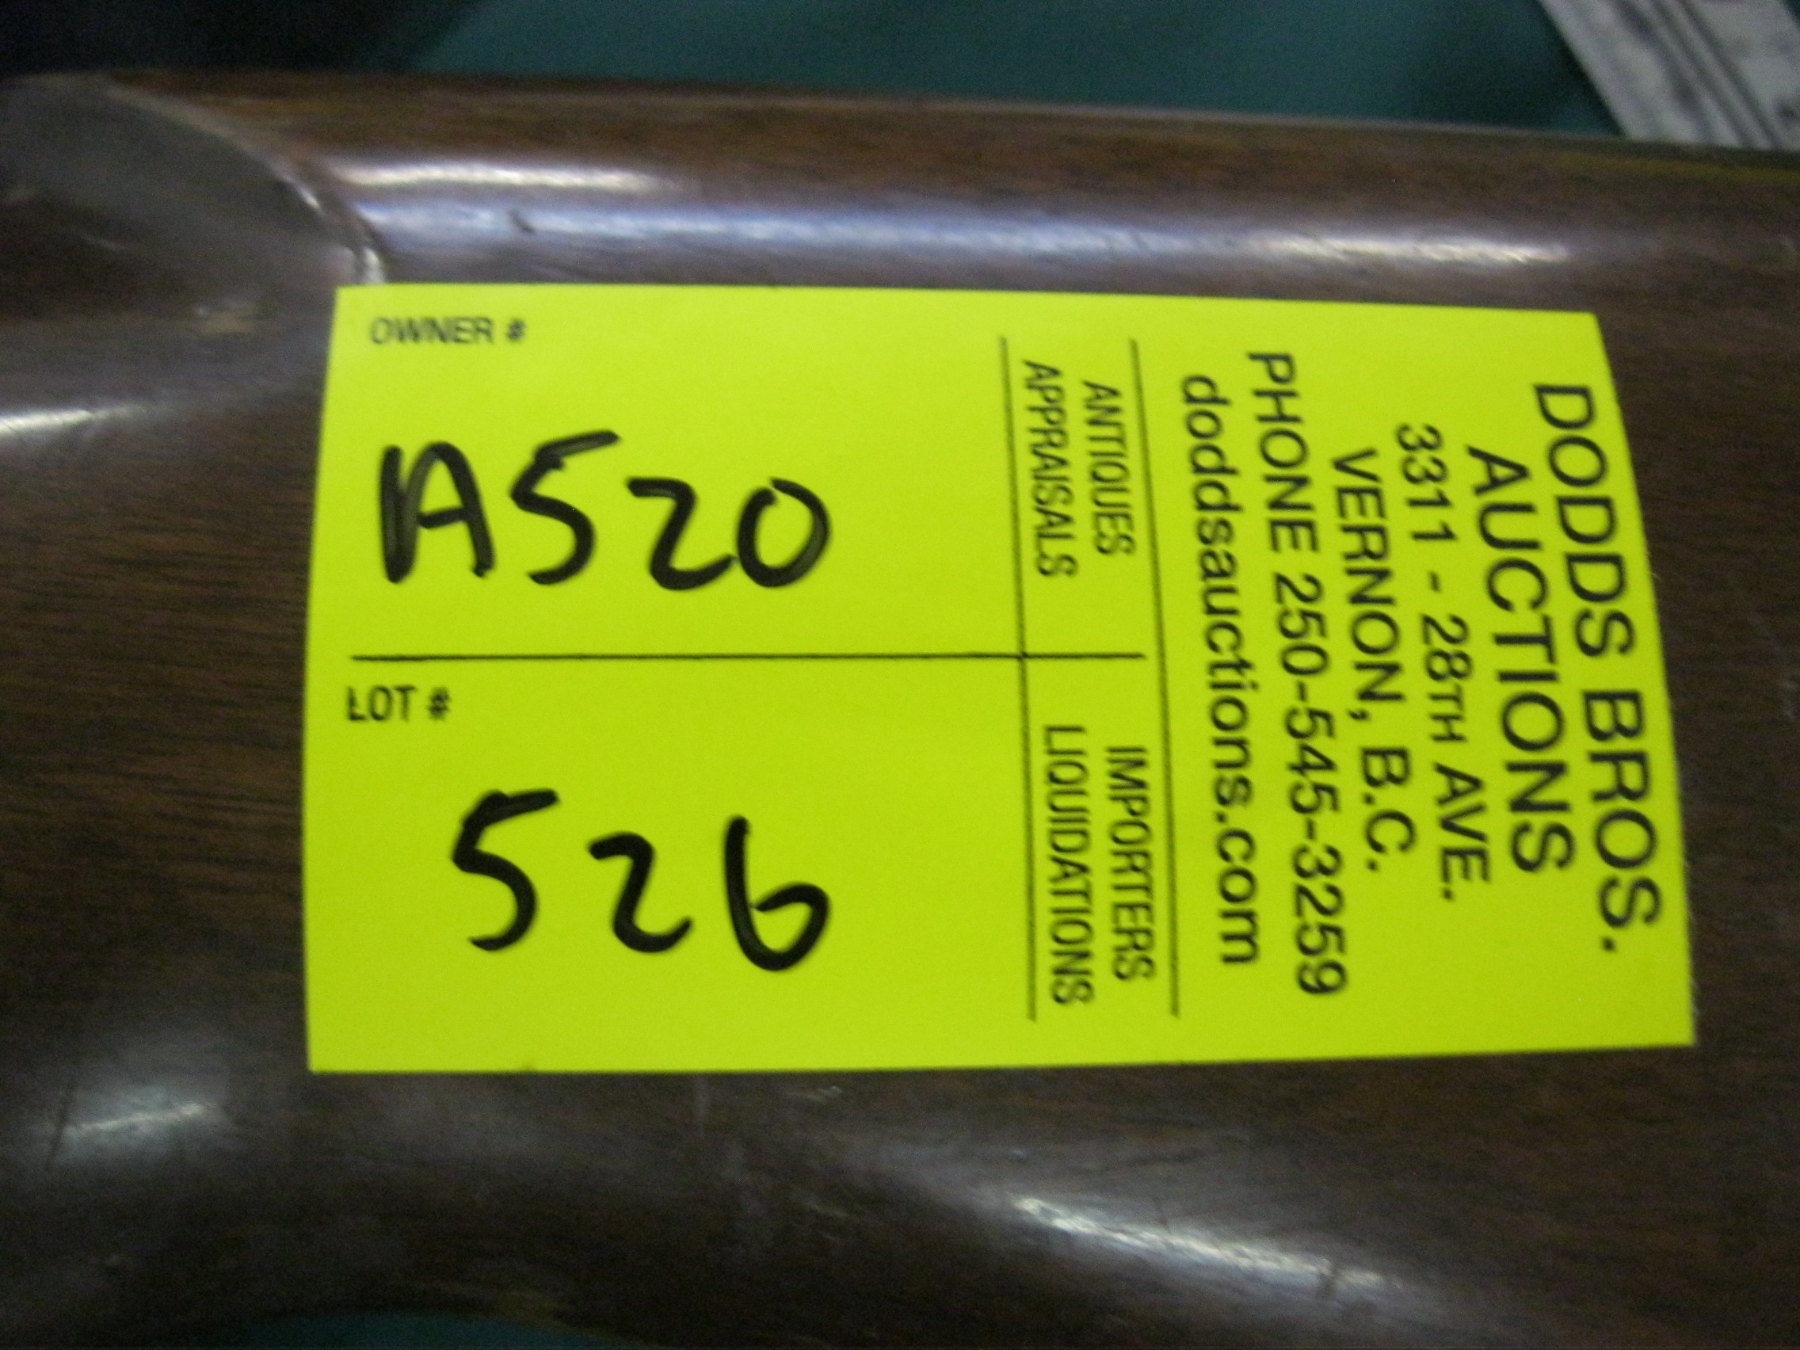 DODDS BROS.
AUCTIONS
3311 - 28TH AVE.
VERNON, B.C.
PHONE 250-545-3259
doddsauctions.com
ANTIQUES
APPRAISALS
IMPORTERS
LIQUIDATIONS
OWNER #
A520
LOT #
526